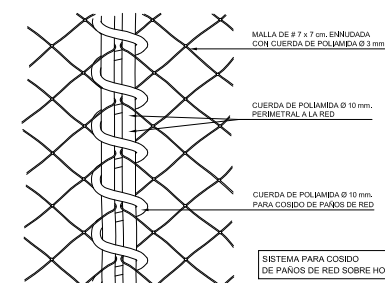 MALLA DE # 7 x 7 cm. ENNUDADA
CON CUERDA DE POLIAMIDA Ø 3 mm
CUERDA DE POLIAMIDA Ø 10 mm.
PERIMETRAL A LA RED
CUERDA DE POLIAMIDA Ø 10 mm.
PARA COSIDO DE PAÑOS DE RED
SISTEMA PARA COSIDO
DE PAÑOS DE RED SOBRE HO